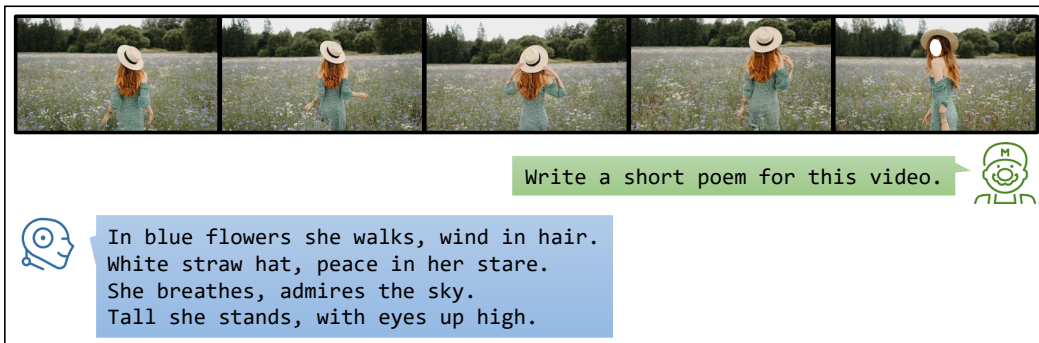 Write a short poem for this video.
M
In blue flowers she walks, wind in hair.
White straw hat, peace in her stare.
She breathes, admires the sky.
Tall she stands, with eyes up high.